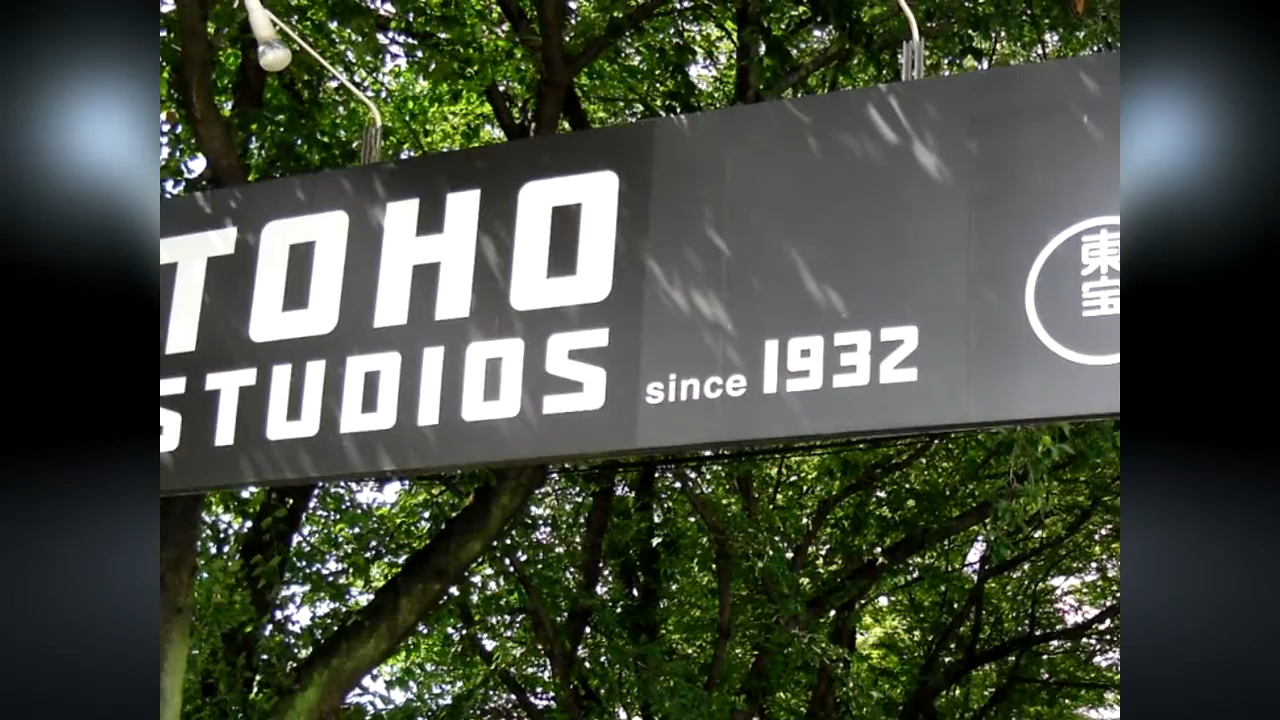 TOHO
STUDIOS
since 1932
東
宝